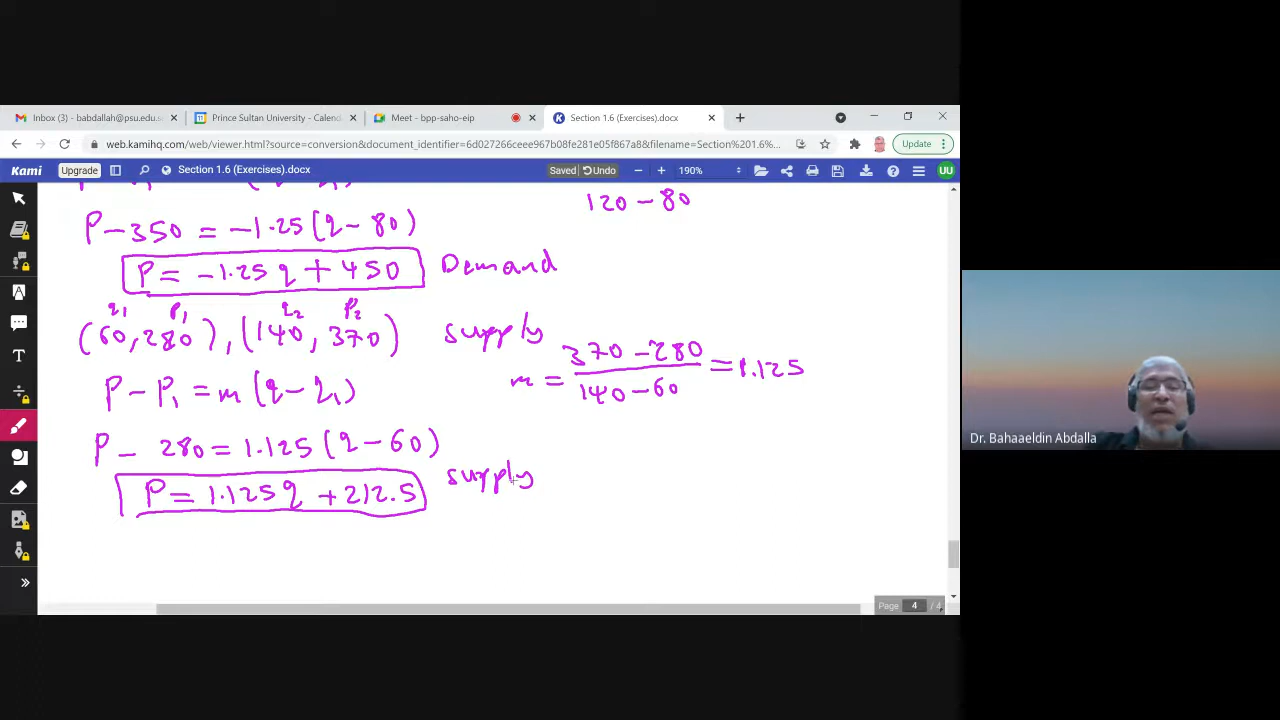 Inbox (3) - babdallah@psu.edu.s
Prince Sultan University - Calend
Meet - bpp-saho-eip
Section 1.6 (Exercises).docx
web.kamihq.com/web/viewer.html?source=conversion&document_identifier=6d027266ceee967b08fe281e05f867a8&filename=Section%201.6%...
Update
Kami
Upgrade
Section 1.6 (Exercises).docx
Saved
Undo
190%
UU
120 - 80
P - 350 = -1.25 (q - 80)
P = -1.25 q + 450 Demand
q1 P1 q2 P2
(60, 280), (140, 370) supply
m = 370 - 280 / 140 - 60 = 1.125
P - P1 = m (q - q1)
P - 280 = 1.125 (q - 60)
P = 1.125 q + 212.5 supply
Page 4 / 4
Dr. Bahaaeldin Abdalla